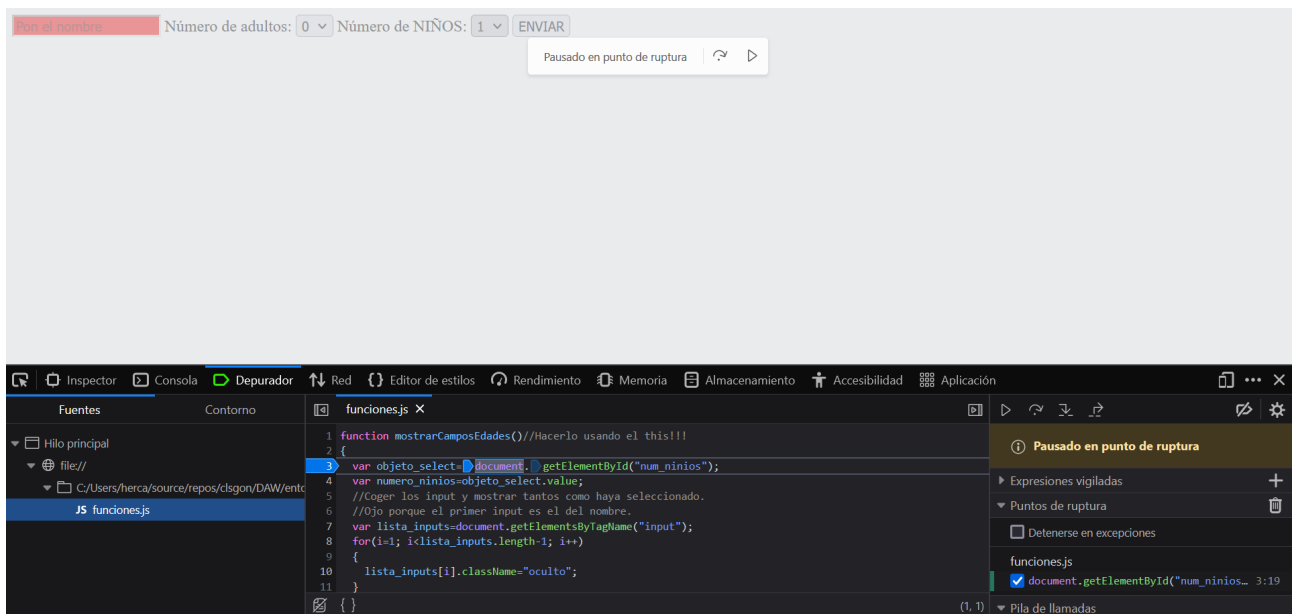 Pon el nombre Número de adultos: 0 Número de NIÑOS: 1 ENVIAR
Pausado en punto de ruptura
Inspector Consola Depurador Red Editor de estilos Rendimiento Memoria Almacenamiento Accesibilidad Aplicación
Fuentes Contorno funciones.js
Hilo principal
file://
C:/Users/herca/source/repos/clsgon/DAW/ento
JS funciones.js
1 function mostrarCamposEdades()//Hacerlo usando el this!!!
2 {
3 var objeto_select=document.getElementById("num_ninios");
4 var numero_ninios=objeto_select.value;
5 //Coger los input y mostrar tantos como haya seleccionado.
6 //Ojo porque el primer input es el del nombre.
7 var lista_inputs=document.getElementsByTagName("input");
8 for(i=1; i<lista_inputs.length-1; i++)
9 {
10 lista_inputs[i].className="oculto";
11 }
{ } (1, 1)
Pausado en punto de ruptura
Expresiones vigiladas
Puntos de ruptura
Detenerse en excepciones
funciones.js
document.getElementById("num_ninios… 3:19
Pila de llamadas